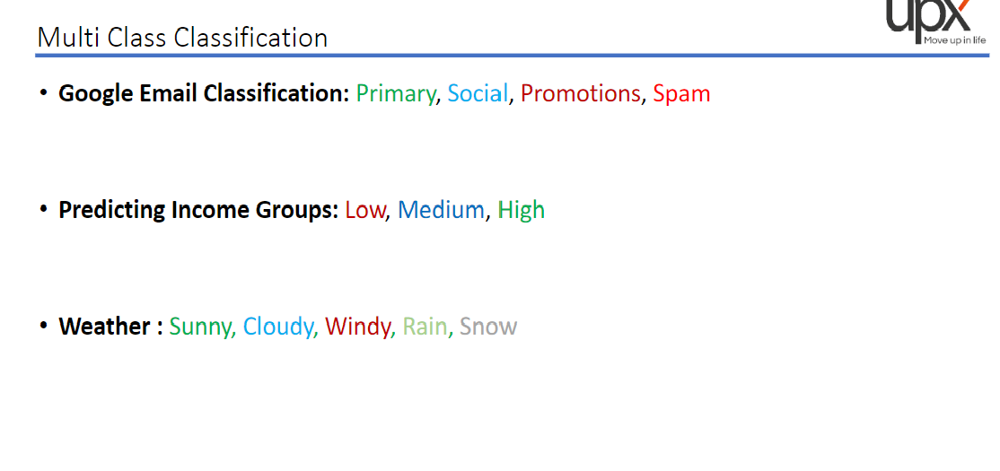 upx
Move up in life
Multi Class Classification
• Google Email Classification: Primary, Social, Promotions, Spam
• Predicting Income Groups: Low, Medium, High
• Weather : Sunny, Cloudy, Windy, Rain, Snow